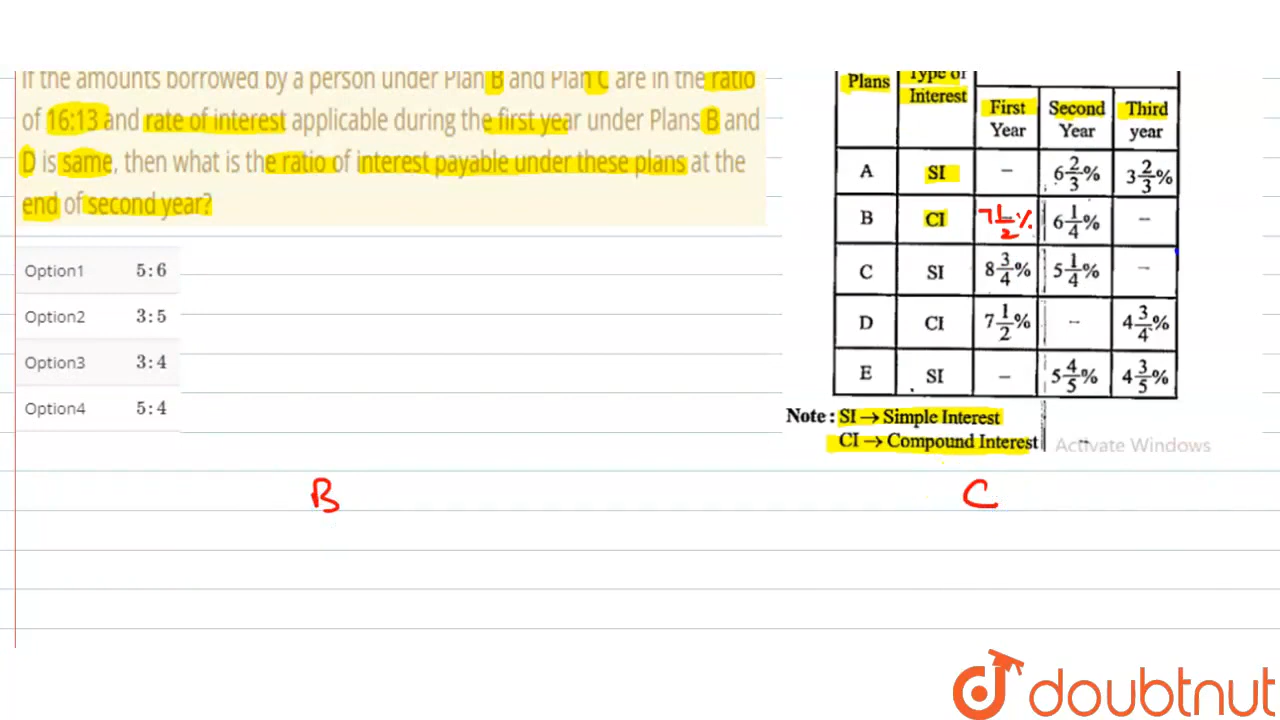 If the amounts borrowed by a person under Plan B and Plan C are in the ratio
of 16:13 and rate of interest applicable during the first year under Plans B and
D is same, then what is the ratio of interest payable under these plans at the
end of second year?
Option1 5:6
Option2 3:5
Option3 3:4
Option4 5:4
Plans Type of Interest First Year Second Year Third year
A SI – 6 2/3% 3 2/3%
B CI 7 1/2 % 6 1/4% –
C SI 8 3/4% 5 1/4% –
D CI 7 1/2% – 4 3/4%
E SI – 5 4/5% 4 3/5%
Note : SI → Simple Interest
CI → Compound Interest
Activate Windows
B C
doubtnut